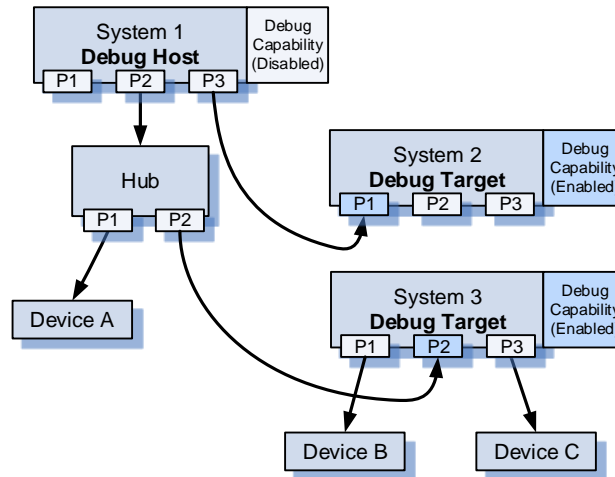 System 1
Debug Host
Debug
Capability
(Disabled)
P1 P2 P3
Hub
P1 P2
Device A
System 2
Debug Target
Debug
Capability
(Enabled
P1 P2 P3
System 3
Debug Target
Debug
Capability
(Enabled
P1 P2 P3
Device B
Device C